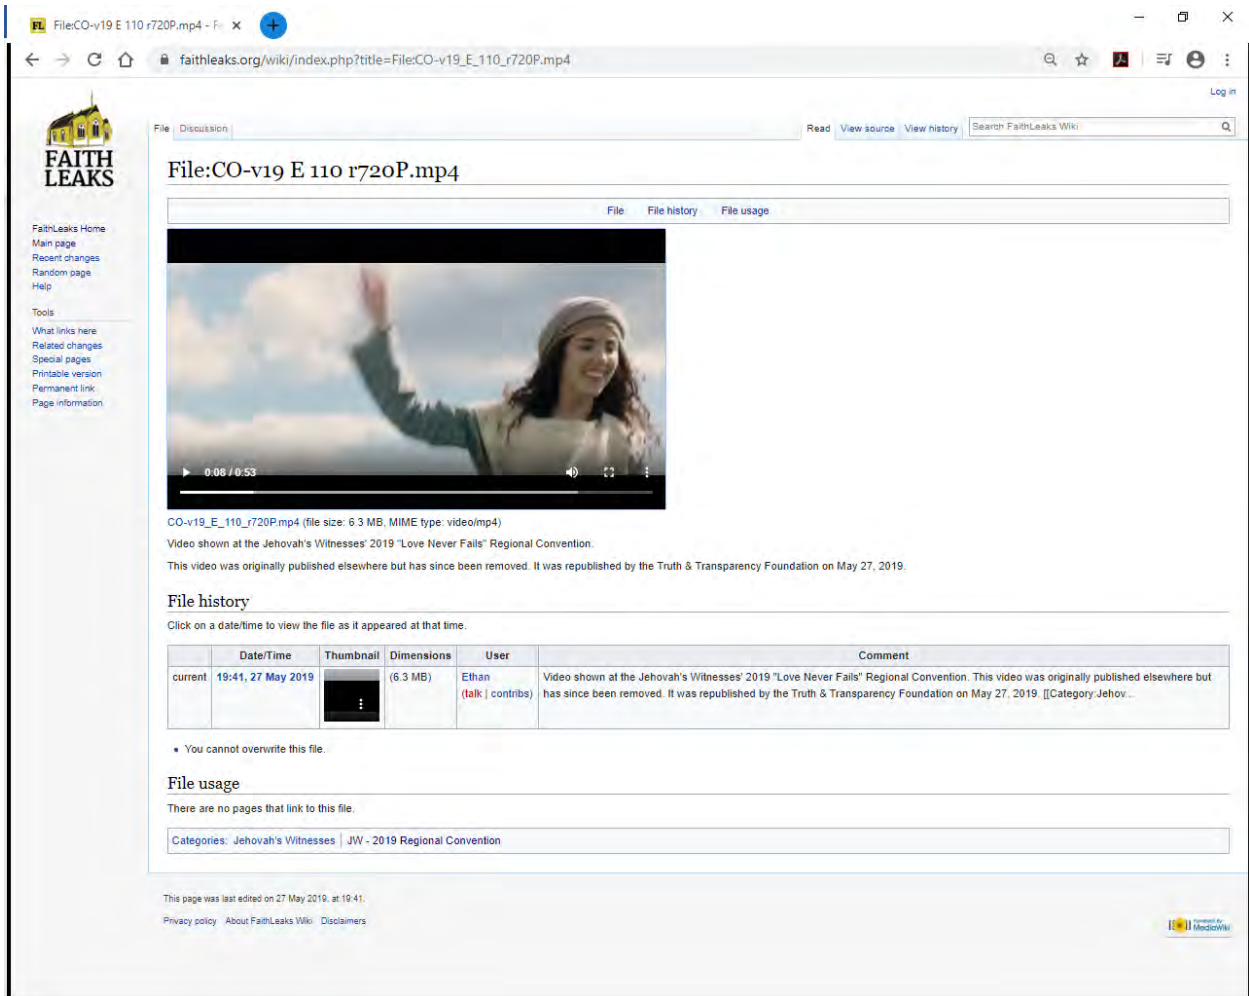 FL File:CO-v19 E 110 r720P.mp4 - F
faithleaks.org/wiki/index.php?title=File:CO-v19_E_110_r720P.mp4
Log in
FAITH
LEAKS
File Discussion
Read View source View history Search FaithLeaks Wiki
File:CO-v19 E 110 r720P.mp4
File File history File usage
FaithLeaks Home
Main page
Recent changes
Random page
Help
Tools
What links here
Related changes
Special pages
Printable version
Permanent link
Page information
0:08 / 0:53
CO-v19_E_110_r720P.mp4 (file size: 6.3 MB, MIME type: video/mp4)
Video shown at the Jehovah's Witnesses' 2019 "Love Never Fails" Regional Convention.
This video was originally published elsewhere but has since been removed. It was republished by the Truth & Transparency Foundation on May 27, 2019.
File history
Click on a date/time to view the file as it appeared at that time.
Date/Time Thumbnail Dimensions User Comment
current 19:41, 27 May 2019 (6.3 MB) Ethan Video shown at the Jehovah's Witnesses' 2019 "Love Never Fails" Regional Convention. This video was originally published elsewhere but
(talk | contribs) has since been removed. It was republished by the Truth & Transparency Foundation on May 27, 2019. [[Category:Jehov...
You cannot overwrite this file.
File usage
There are no pages that link to this file.
Categories: Jehovah's Witnesses | JW - 2019 Regional Convention
This page was last edited on 27 May 2019, at 19:41.
Privacy policy About FaithLeaks Wiki Disclaimers
Powered By
MediaWiki